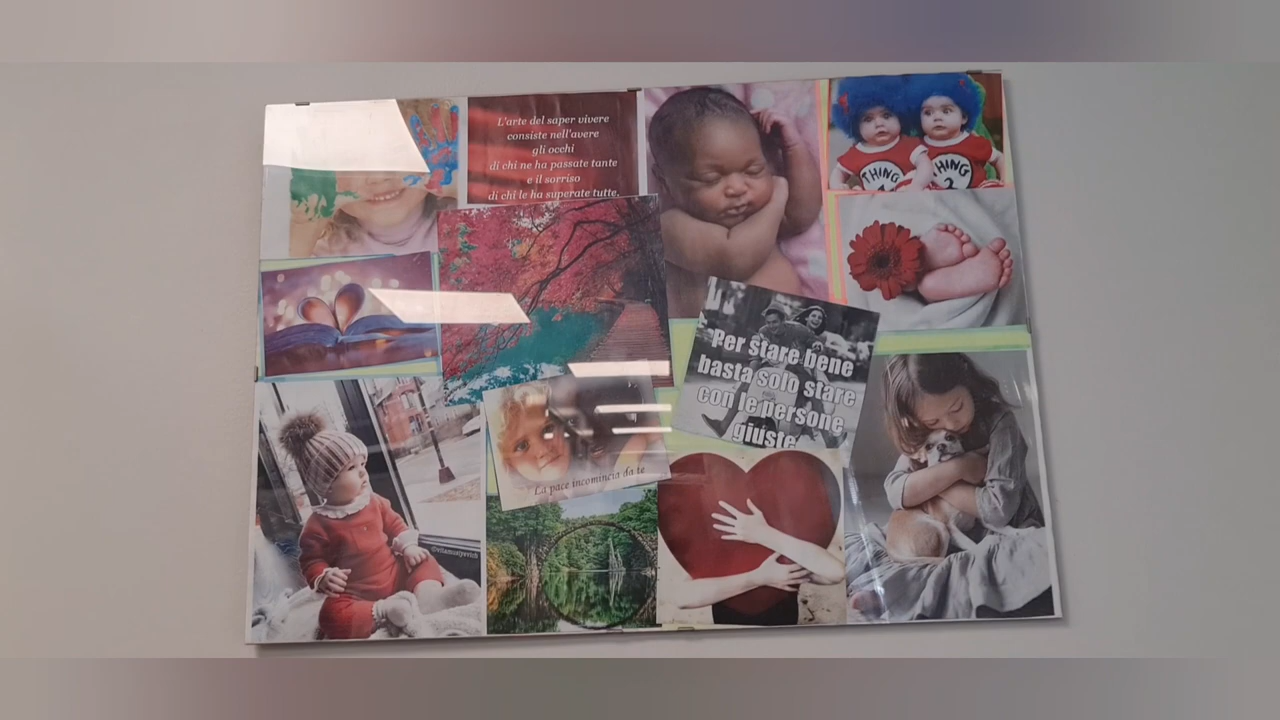 L'arte del saper vivere
consiste nell'avere
gli occhi
di chi ne ha passate tante
e il sorriso
di chi le ha superate tutte.
THING
THING
2
Per stare bene
basta solo stare
con le persone
giuste
La pace incomincia da te